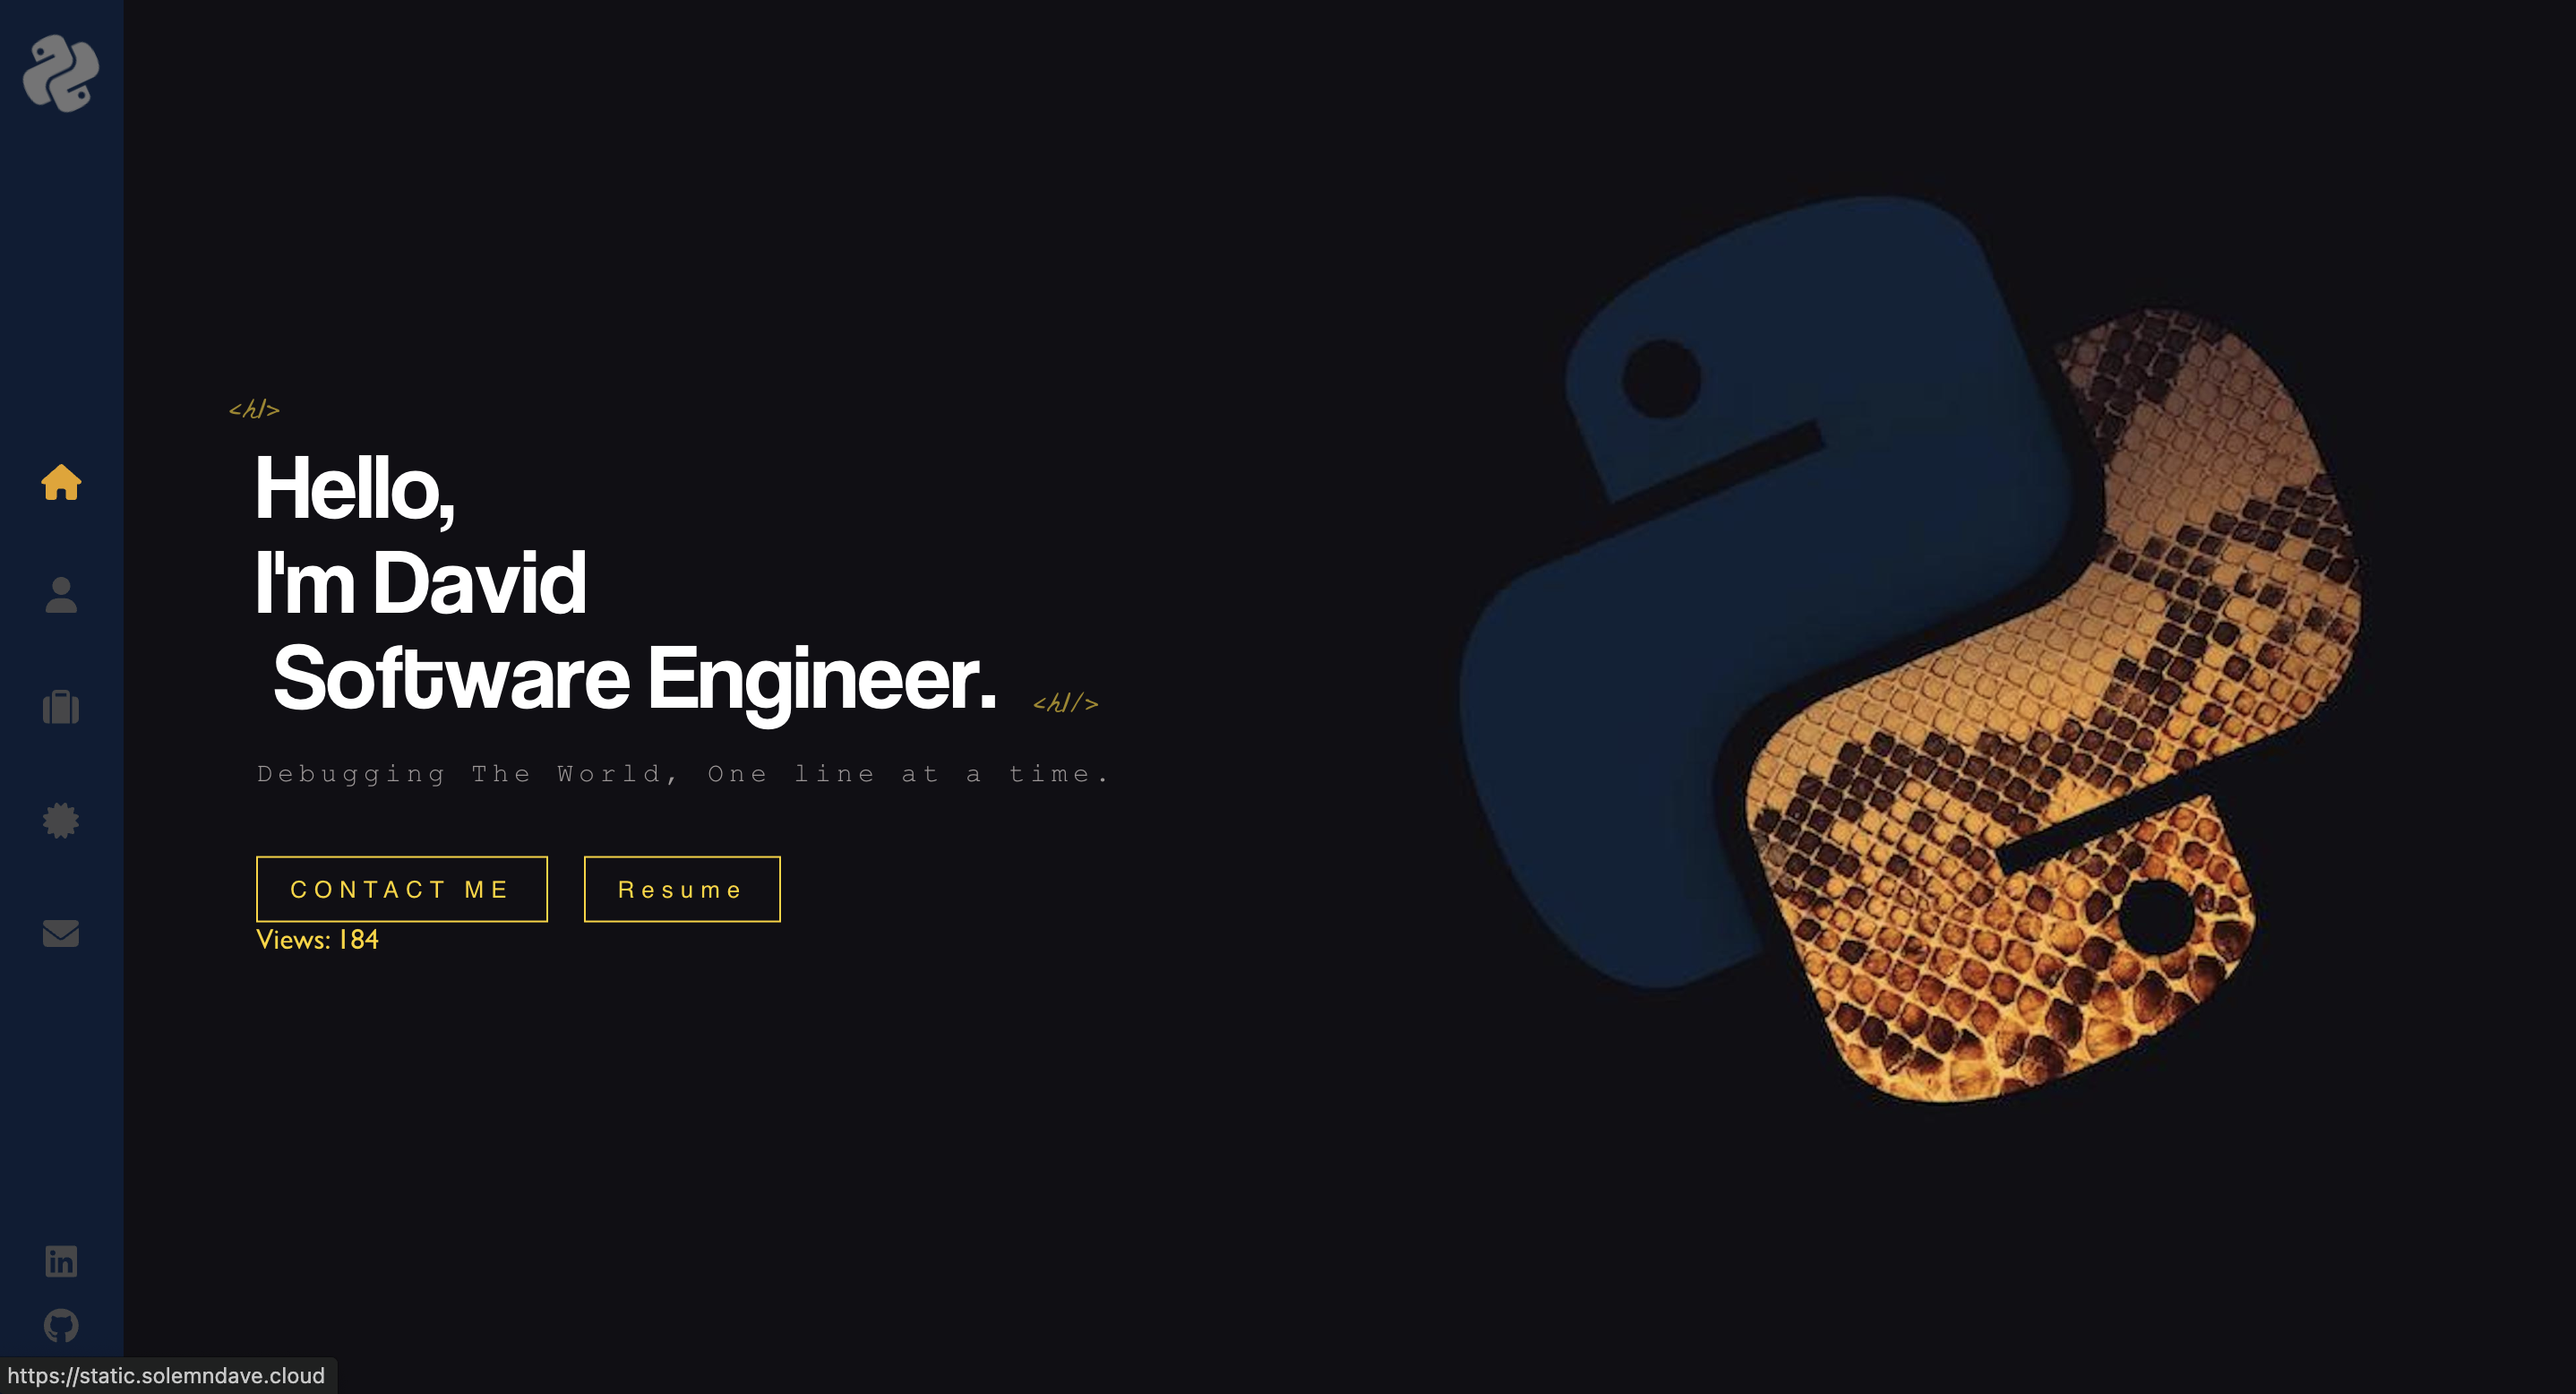 <h1>
Hello,
I'm David
Software Engineer.
<h1/>
Debugging The World, One line at a time.
CONTACT ME
Resume
Views: 184
in
https://static.solemndave.cloud